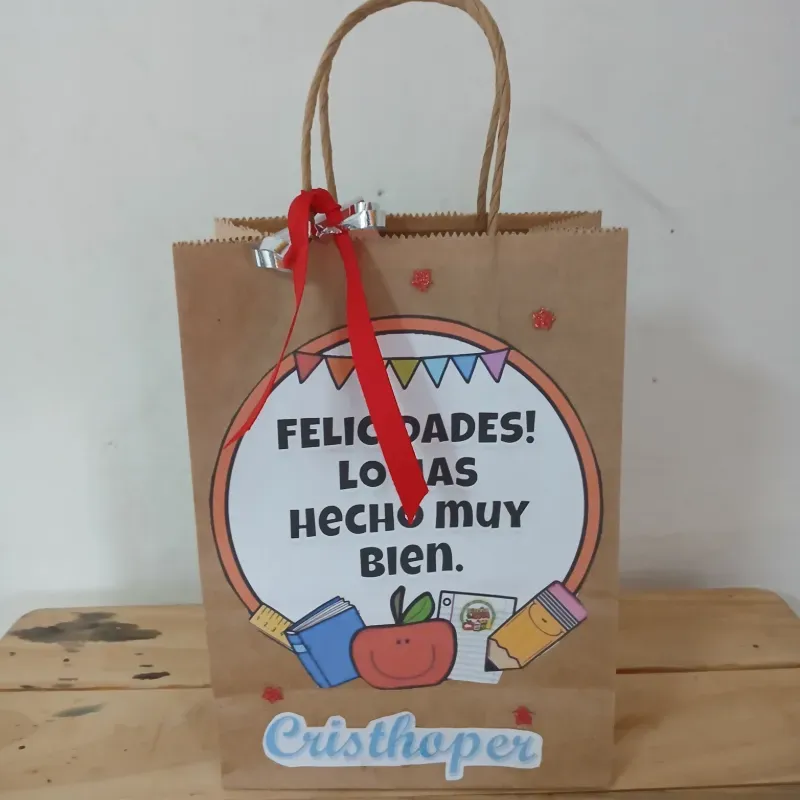 FELICIDADES!
LO HAS
HECHO muy
BIen.
Cristhoper